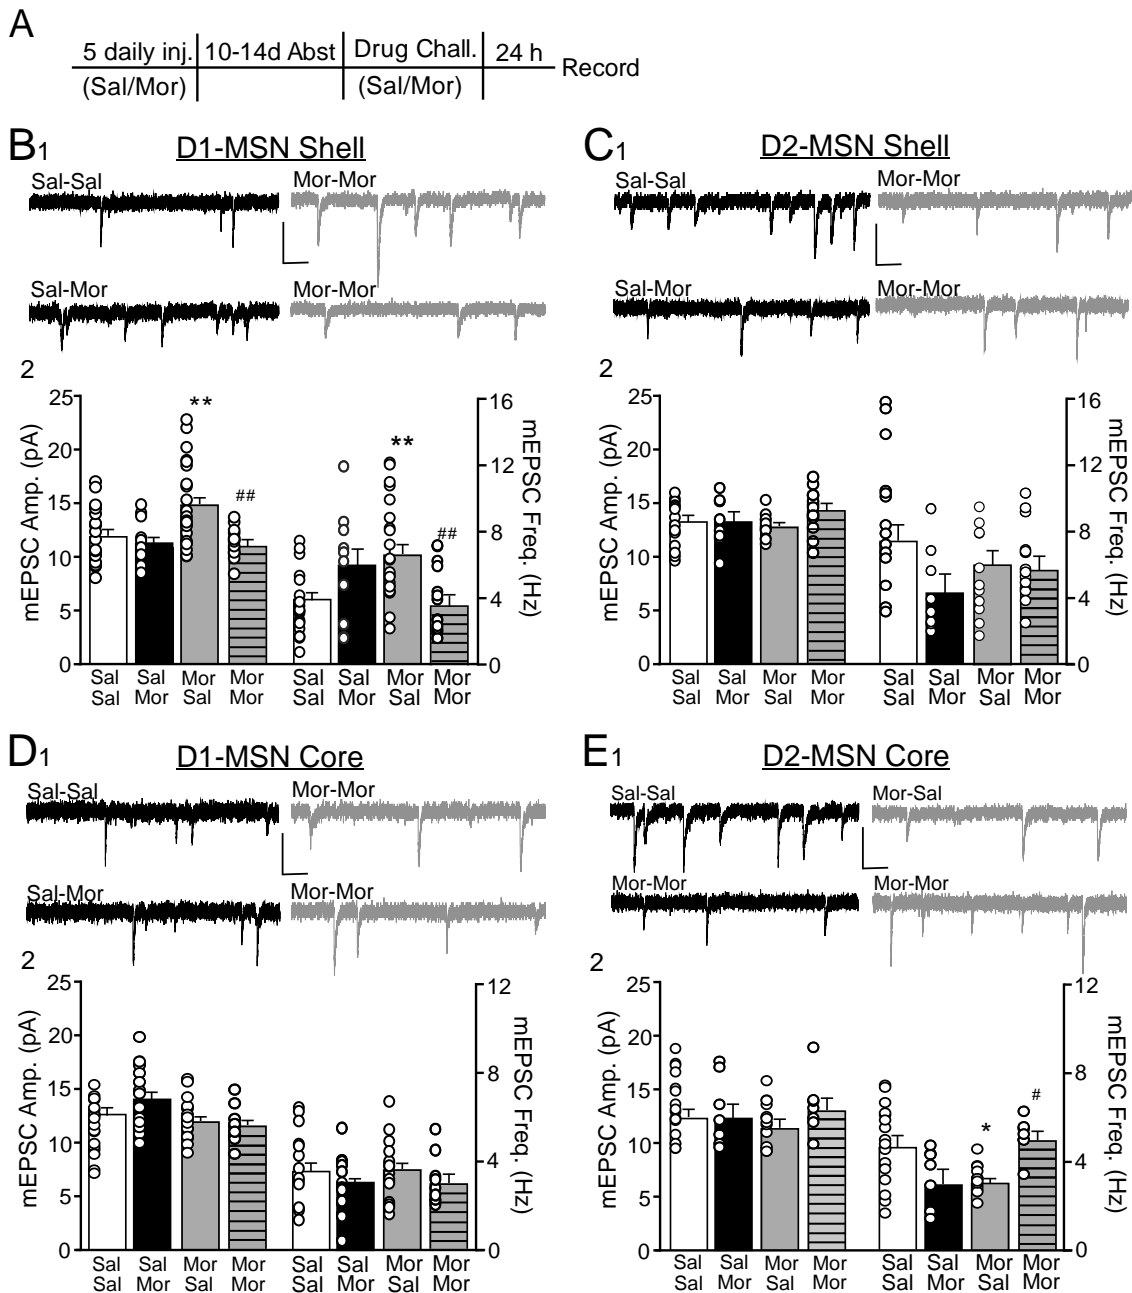 A
5 daily inj. 10-14d Abst Drug Chall. 24 h
Record
(Sal/Mor) (Sal/Mor)
B1 D1-MSN Shell
Sal-Sal Mor-Mor
Sal-Mor Mor-Mor
2
25 20 15 10 5 0
mEPSC Amp. (pA)
** ## ** ##
16 12 8 4 0
mEPSC Freq. (Hz)
Sal Sal Mor Mor Sal Sal Mor Mor
Sal Mor Sal Mor Sal Mor Sal Mor
C1 D2-MSN Shell
Sal-Sal Mor-Mor
Sal-Mor Mor-Mor
2
25 20 15 10 5 0
mEPSC Amp. (pA)
16 12 8 4 0
mEPSC Freq. (Hz)
Sal Sal Mor Mor Sal Sal Mor Mor
Sal Mor Sal Mor Sal Mor Sal Mor
D1 D1-MSN Core
Sal-Sal Mor-Mor
Sal-Mor Mor-Mor
2
25 20 15 10 5 0
mEPSC Amp. (pA)
12 8 4 0
mEPSC Freq. (Hz)
Sal Sal Mor Mor Sal Sal Mor Mor
Sal Mor Sal Mor Sal Mor Sal Mor
E1 D2-MSN Core
Sal-Sal Mor-Sal
Mor-Mor Mor-Mor
2
25 20 15 10 5 0
mEPSC Amp. (pA)
* #
12 8 4 0
mEPSC Freq. (Hz)
Sal Sal Mor Mor Sal Sal Mor Mor
Sal Mor Sal Mor Sal Mor Sal Mor